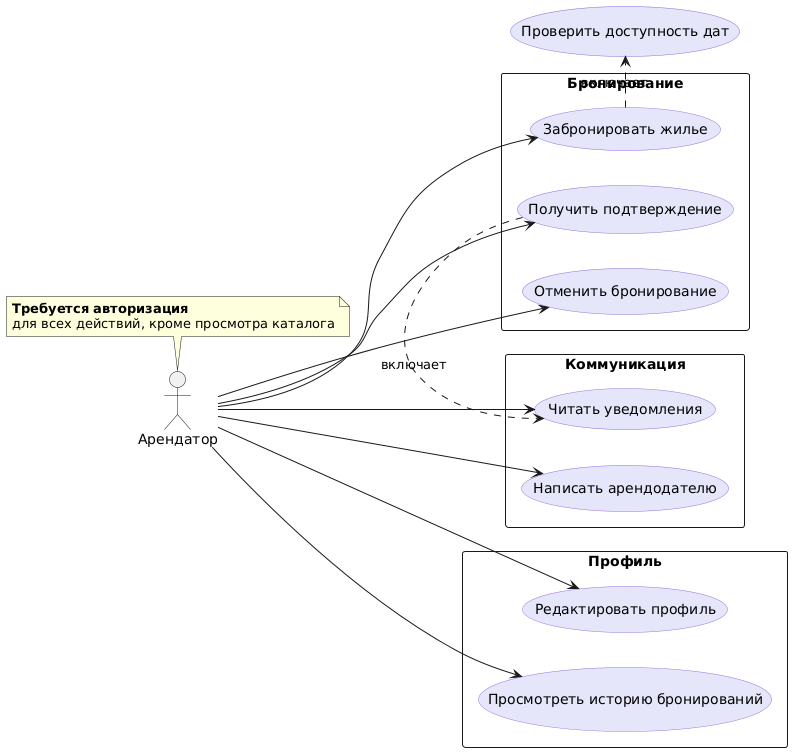 Проверить доступность дат
Бронирование
Забронировать жилье
Получить подтверждение
Отменить бронирование
Требуется авторизация
для всех действий, кроме просмотра каталога
включает
Коммуникация
Читать уведомления
Арендатор
Написать арендодателю
Профиль
Редактировать профиль
Просмотреть историю бронирований